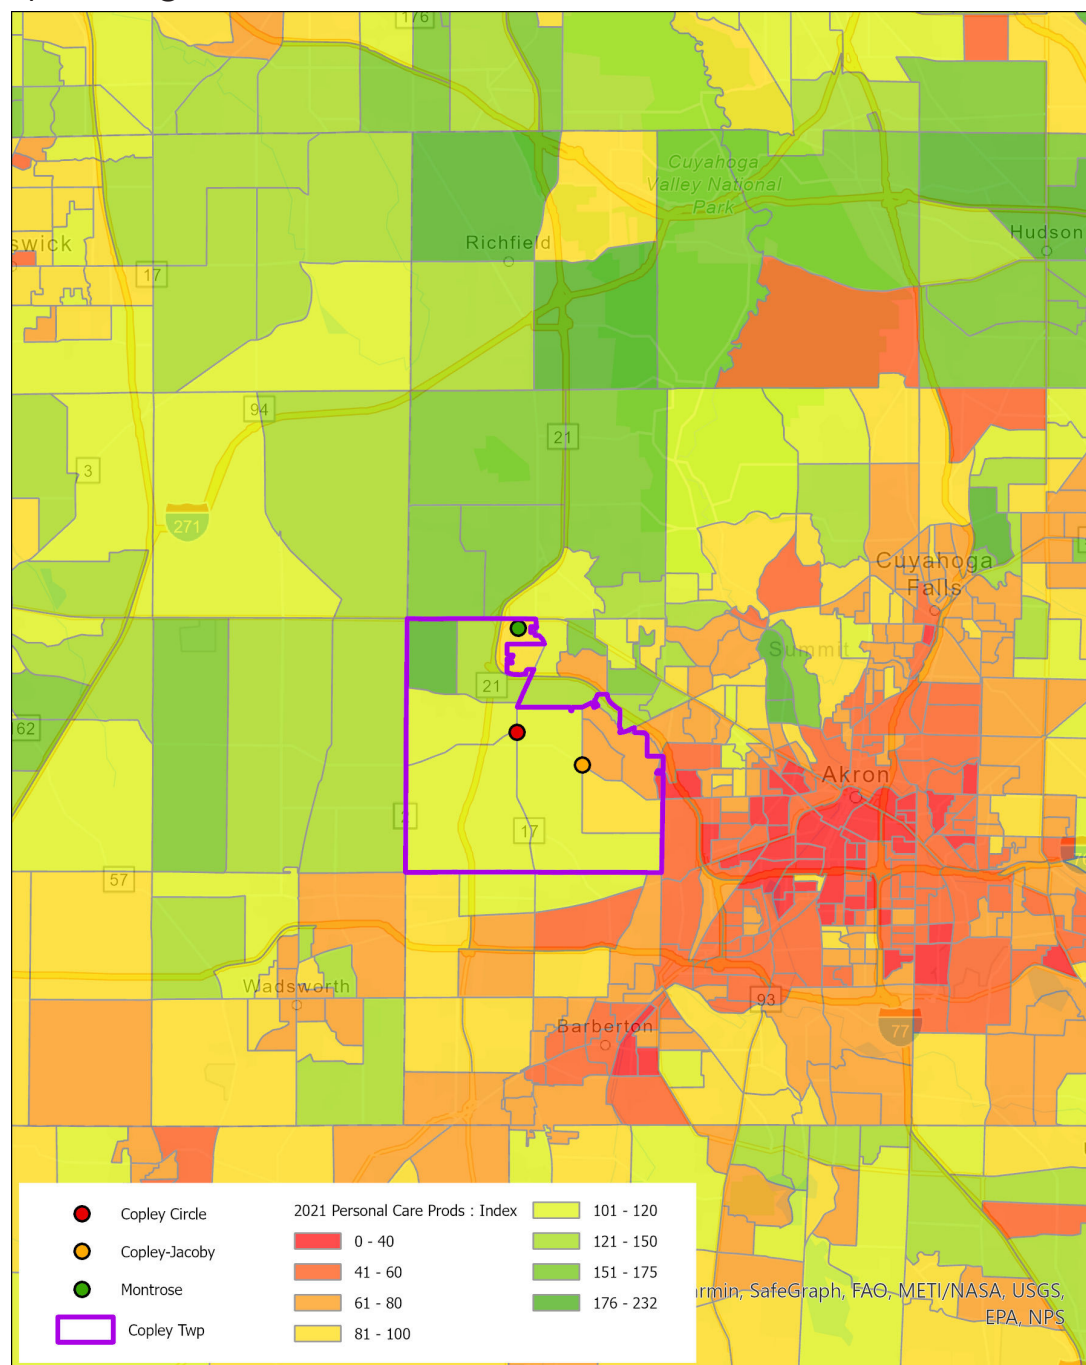 176
Cuyahoga
Valley National
Park
swick
Richfield
Hudson
17
94
21
3
271
Cuyahoga
Falls
Summit
21
62
Akron
17
57
Wadsworth
93
Barberton
77
Copley Circle
Copley-Jacoby
Montrose
Copley Twp
2021 Personal Care Prods : Index
0 - 40
41 - 60
61 - 80
81 - 100
101 - 120
121 - 150
151 - 175
176 - 232
armin, SafeGraph, FAO, METI/NASA, USGS,
EPA, NPS